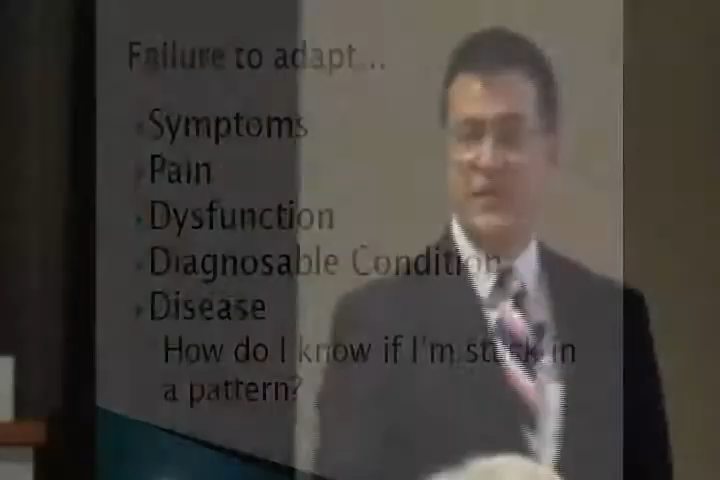 Failure to adapt...
Symptoms
Pain
Dysfunction
Diagnosable Condition
Disease
How do I know if I'm stuck in
a pattern?